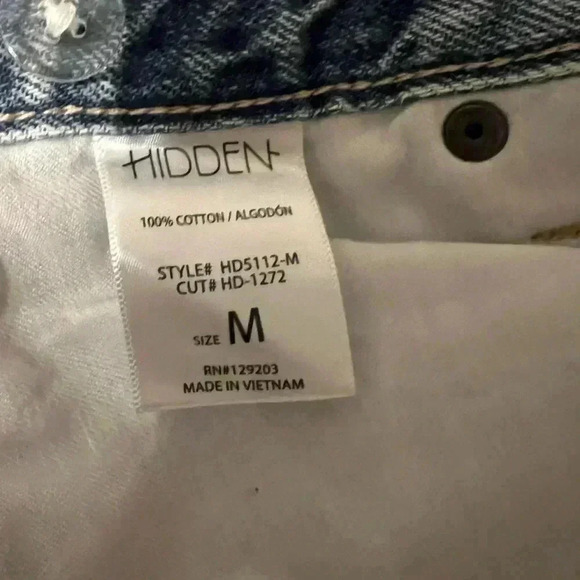 HIDDEN
100% COTTON / ALGODÓN
STYLE# HD5112-M
CUT# HD-1272
SIZE M
RN#129203
MADE IN VIETNAM